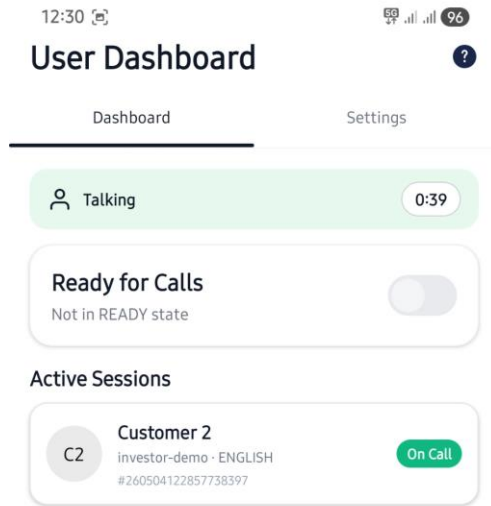 12:30
5G 96
User Dashboard
?
Dashboard Settings
Talking 0:39
Ready for Calls
Not in READY state
Active Sessions
Customer 2
C2 investor-demo · ENGLISH On Call
#260504122857738397